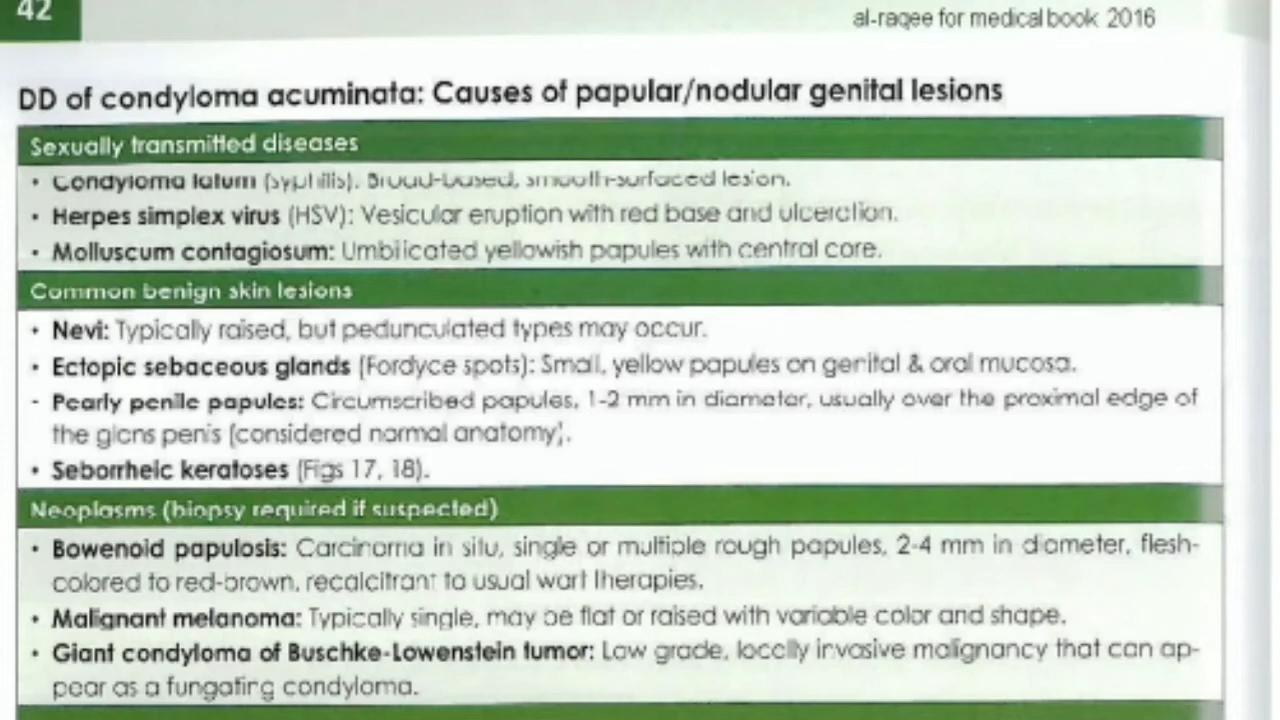 42
al-raqee for medical book 2016
DD of condyloma acuminata: Causes of papular/nodular genital lesions
Sexually transmitted diseases
• Condyloma latum (syphilis). Broad-based, smooth-surfaced lesion.
• Herpes simplex virus (HSV): Vesicular eruption with red base and ulceration.
• Molluscum contagiosum: Umbilicated yellowish papules with central core.
Common benign skin lesions
• Nevi: Typically raised, but pedunculated types may occur.
• Ectopic sebaceous glands (Fordyce spots): Small, yellow papules on genital & oral mucosa.
- Pearly penile papules: Circumscribed papules, 1-2 mm in diameter, usually over the proximal edge of
the glans penis (considered normal anatomy).
• Seborrheic keratoses (Figs 17, 18).
Neoplasms (biopsy required if suspected)
• Bowenoid papulosis: Carcinoma in situ, single or multiple rough papules, 2-4 mm in diameter, flesh-
colored to red-brown, recalcitrant to usual wart therapies.
• Malignant melanoma: Typically single, may be flat or raised with variable color and shape.
• Giant condyloma of Buschke-Lowenstein tumor: Low grade, locally invasive malignancy that can ap-
pear as a fungating condyloma.